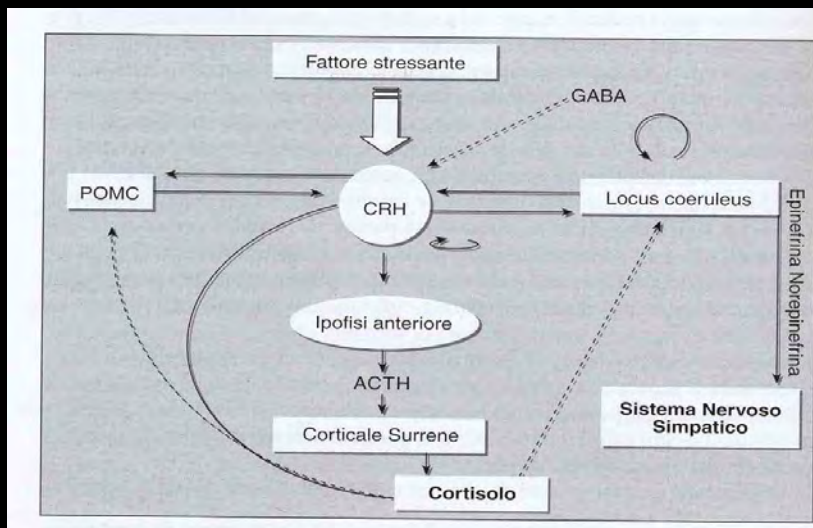 Fattore stressante
GABA
POMC
CRH
Locus coeruleus
Epinefrina Norepinefrina
Ipofisi anteriore
ACTH
Corticale Surrene
Sistema Nervoso
Simpatico
Cortisolo